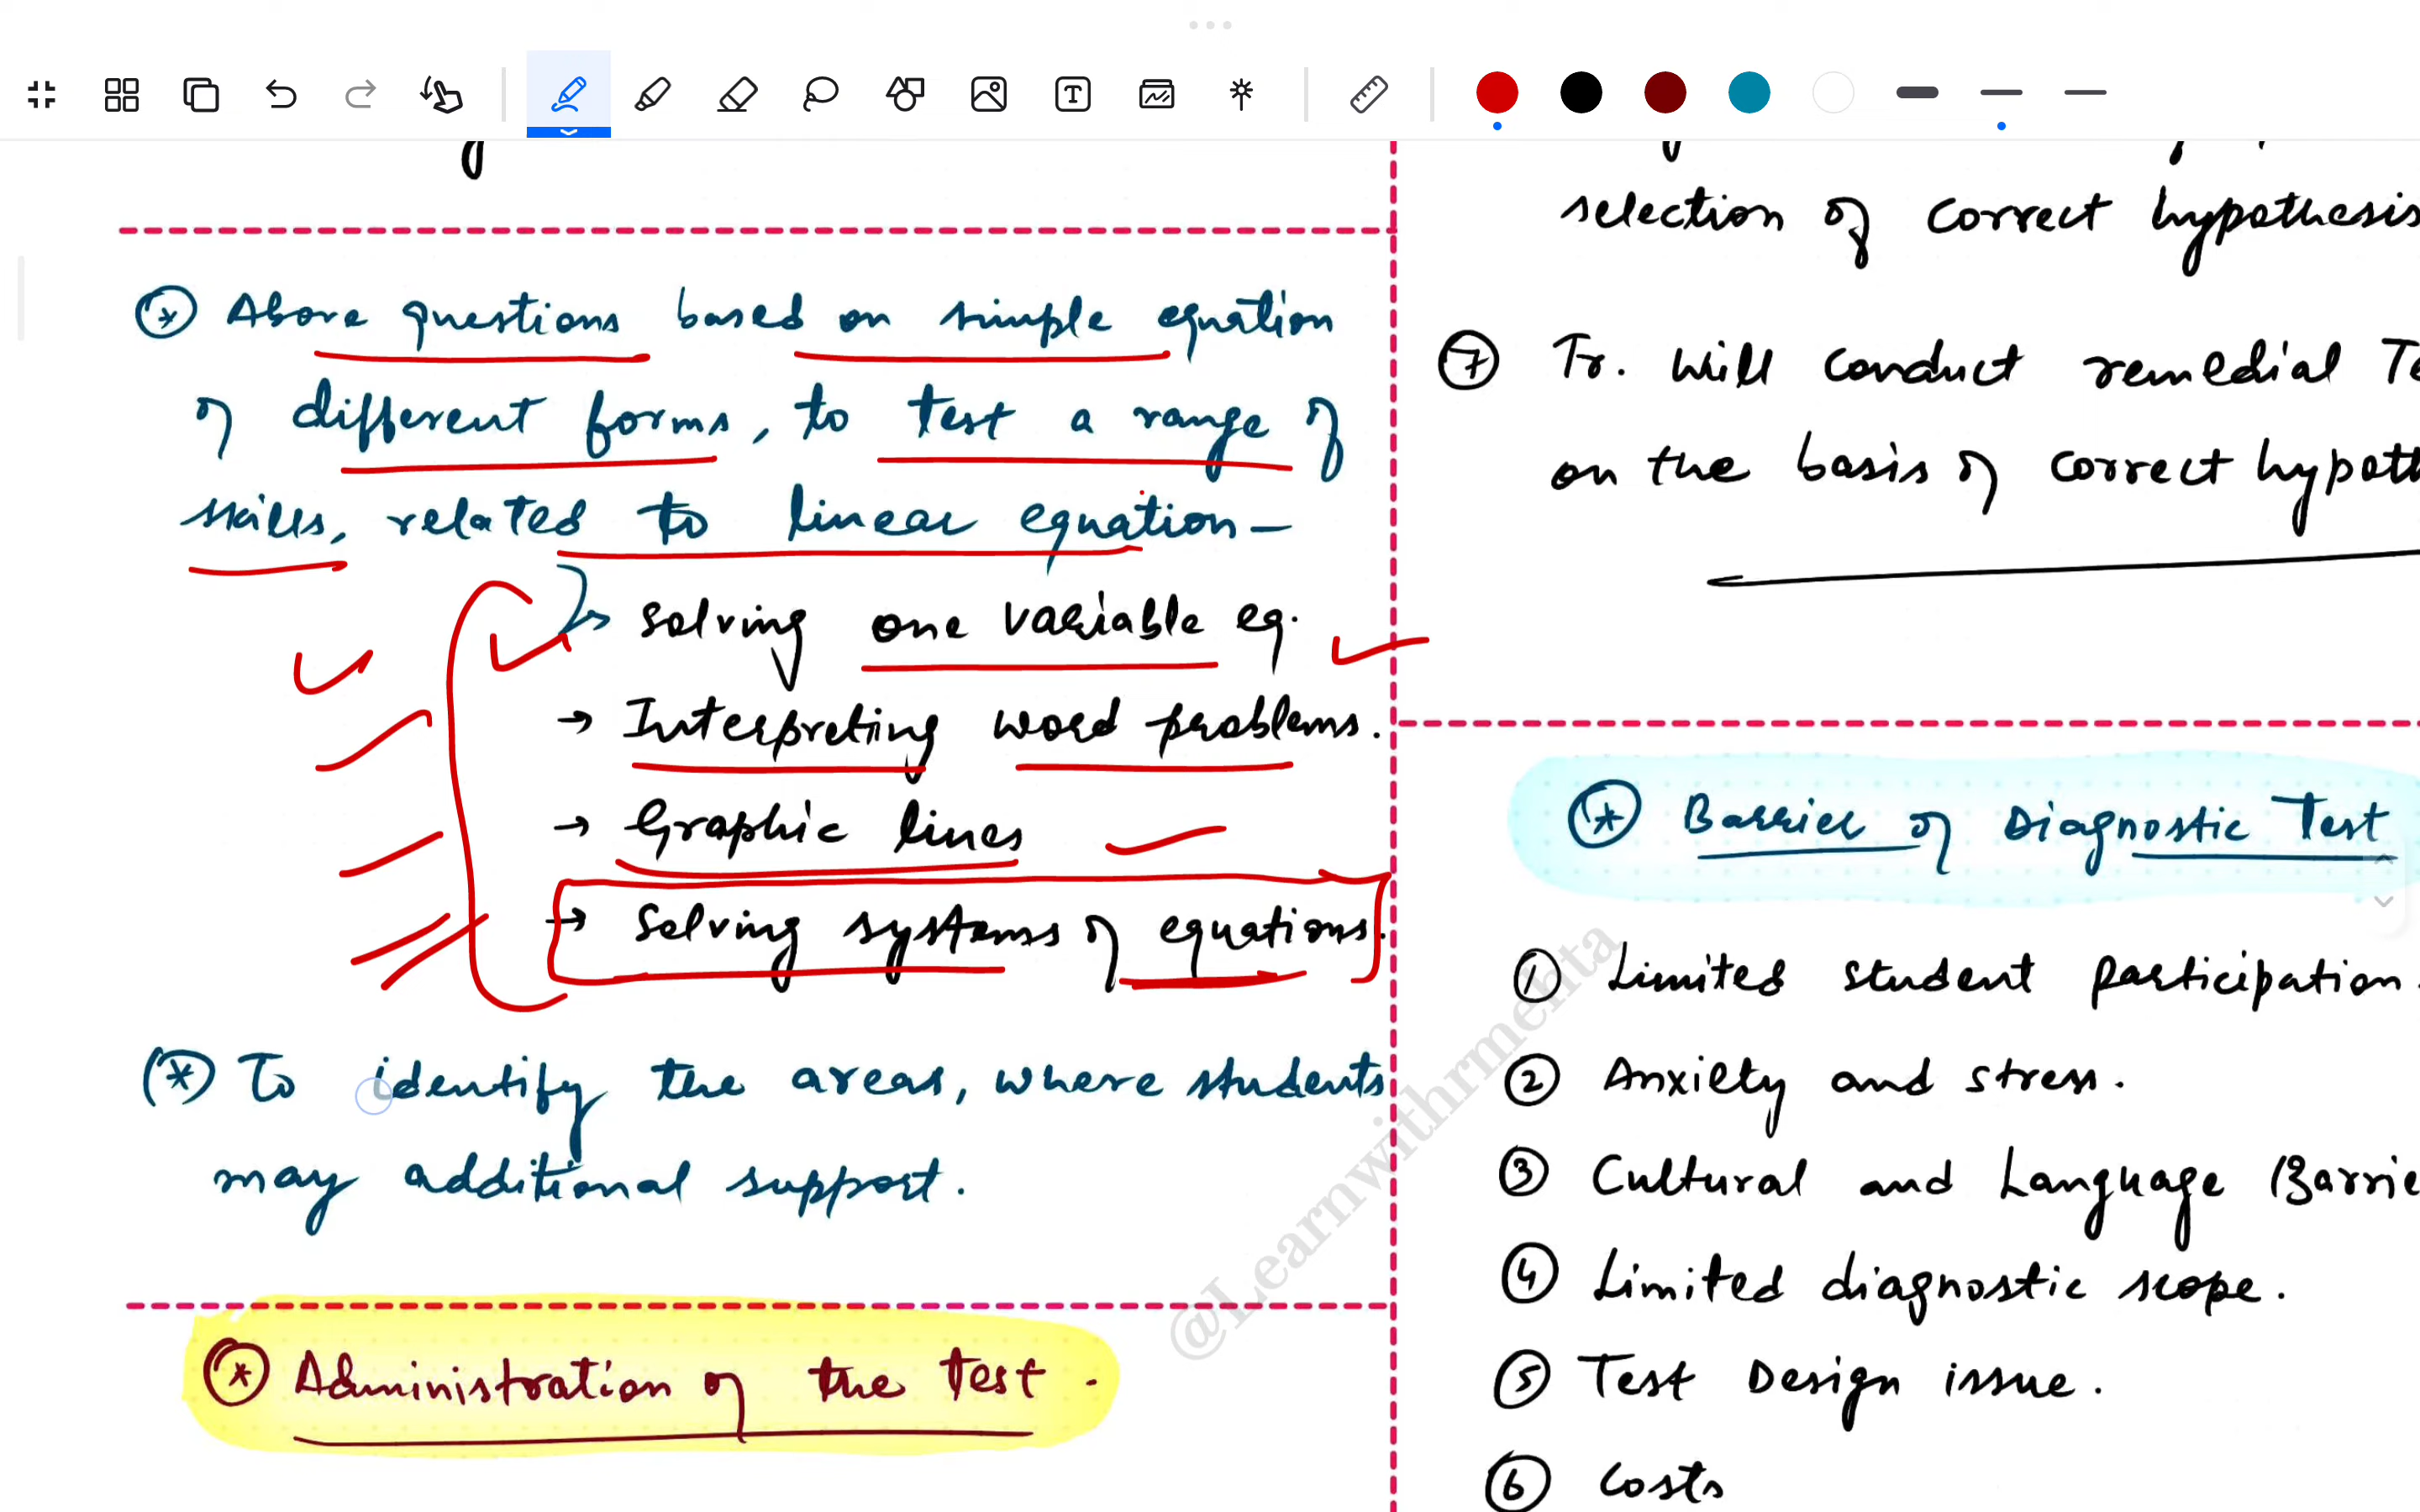 ⊛ Above questions based on simple equation
of different forms, to test a range of
skills, related to linear equation-
→ Solving one variable eq.
→ Interpreting word problems.
→ Graphic lines
→ Solving systems of equations.
(*) To identify the areas, where students
may additional support.
⊛ Administration of the test.
selection of correct hypothesis
⑦ Tr. Will conduct remedial Te
on the basis of correct hypoth
⊛ Barrier of Diagnostic Test
① Limited student participation.
② Anxiety and stress.
③ Cultural and Language Barrie
④ Limited diagnostic scope.
⑤ Test Design issue.
⑥ Costs
@Learnwithrmehta